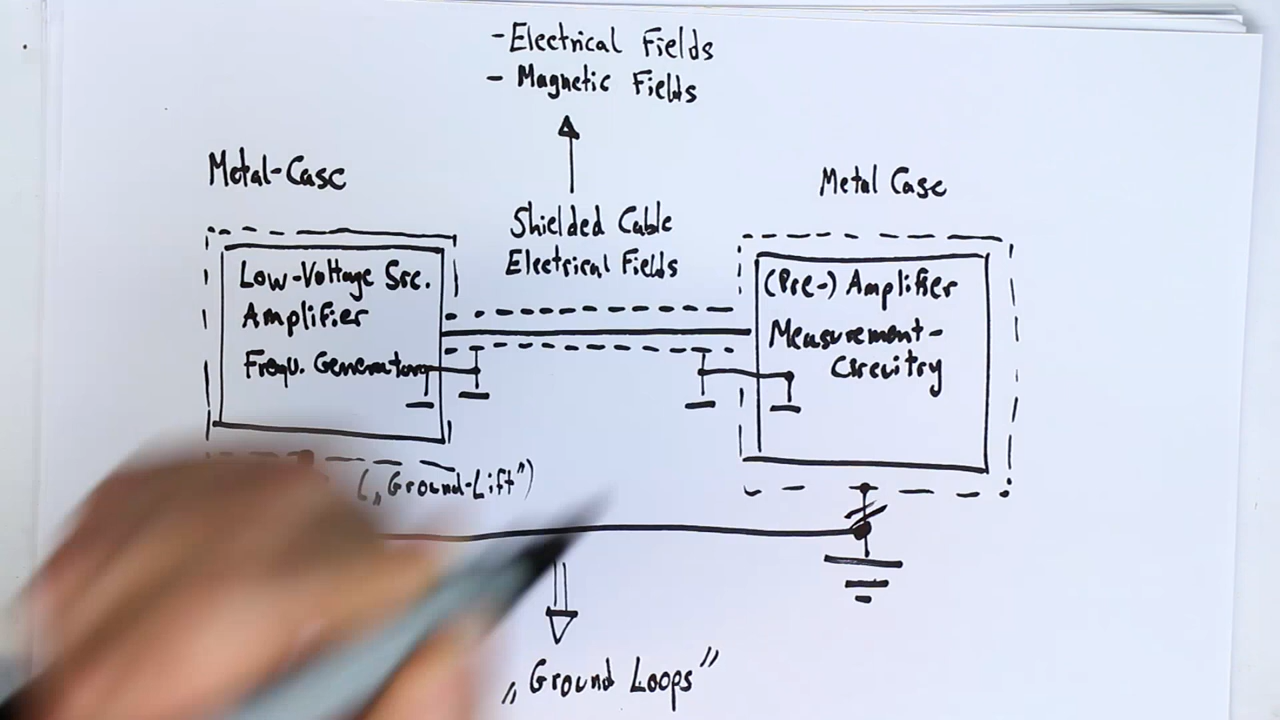 - Electrical Fields
- Magnetic Fields
Metal-Case
Metal Case
Shielded Cable
Electrical Fields
Low-Voltage Src.
Amplifier
Frequ. Generator
(Pre-) Amplifier
Measurement-
Circuitry
(„Ground-Lift”)
„Ground Loops”